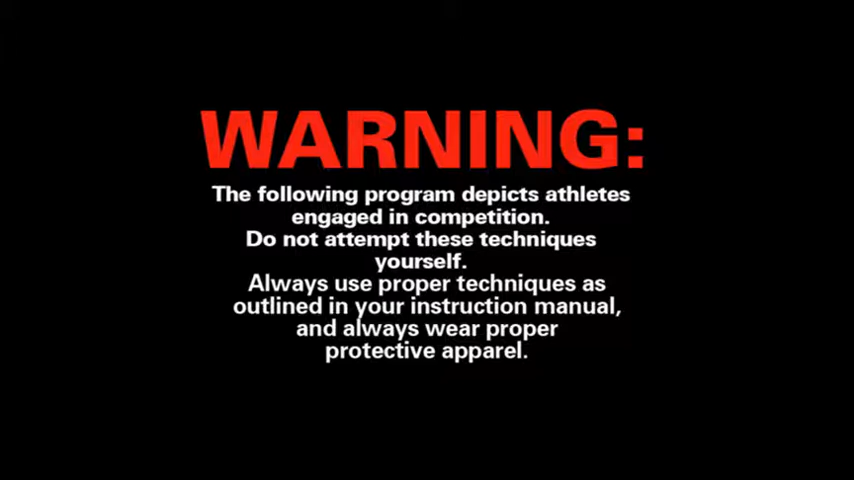 WARNING:
The following program depicts athletes
engaged in competition.
Do not attempt these techniques
yourself.
Always use proper techniques as
outlined in your instruction manual,
and always wear proper
protective apparel.